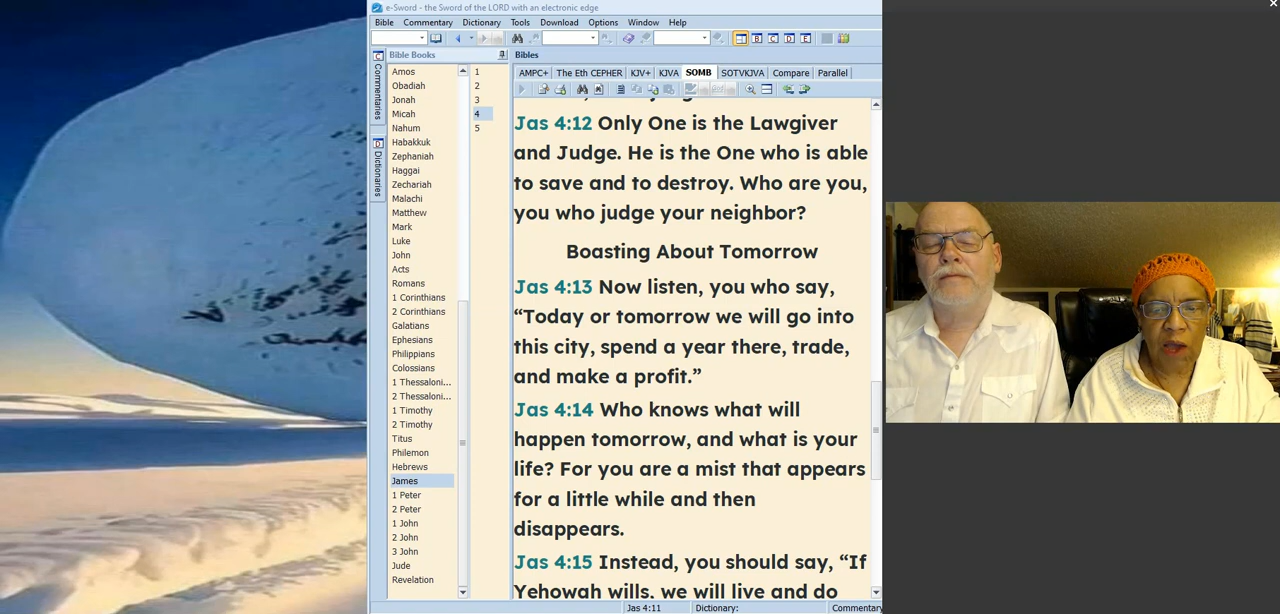 e-Sword - the Sword of the LORD with an electronic edge
Bible Commentary Dictionary Tools Download Options Window Help
Bible Books
Bibles
Commentaries
Dictionaries
Amos
Obadiah
Jonah
Micah
Nahum
Habakkuk
Zephaniah
Haggai
Zechariah
Malachi
Matthew
Mark
Luke
John
Acts
Romans
1 Corinthians
2 Corinthians
Galatians
Ephesians
Philippians
Colossians
1 Thessaloni...
2 Thessaloni...
1 Timothy
2 Timothy
Titus
Philemon
Hebrews
James
1 Peter
2 Peter
1 John
2 John
3 John
Jude
Revelation
1
2
3
4
5
AMPC+ The Eth CEPHER KJV+ KJVA SOMB SOTVKJVA Compare Parallel
Jas 4:12 Only One is the Lawgiver
and Judge. He is the One who is able
to save and to destroy. Who are you,
you who judge your neighbor?
Boasting About Tomorrow
Jas 4:13 Now listen, you who say,
“Today or tomorrow we will go into
this city, spend a year there, trade,
and make a profit.”
Jas 4:14 Who knows what will
happen tomorrow, and what is your
life? For you are a mist that appears
for a little while and then
disappears.
Jas 4:15 Instead, you should say, “If
Yehowah wills, we will live and do
Jas 4:11 Dictionary: Commentary